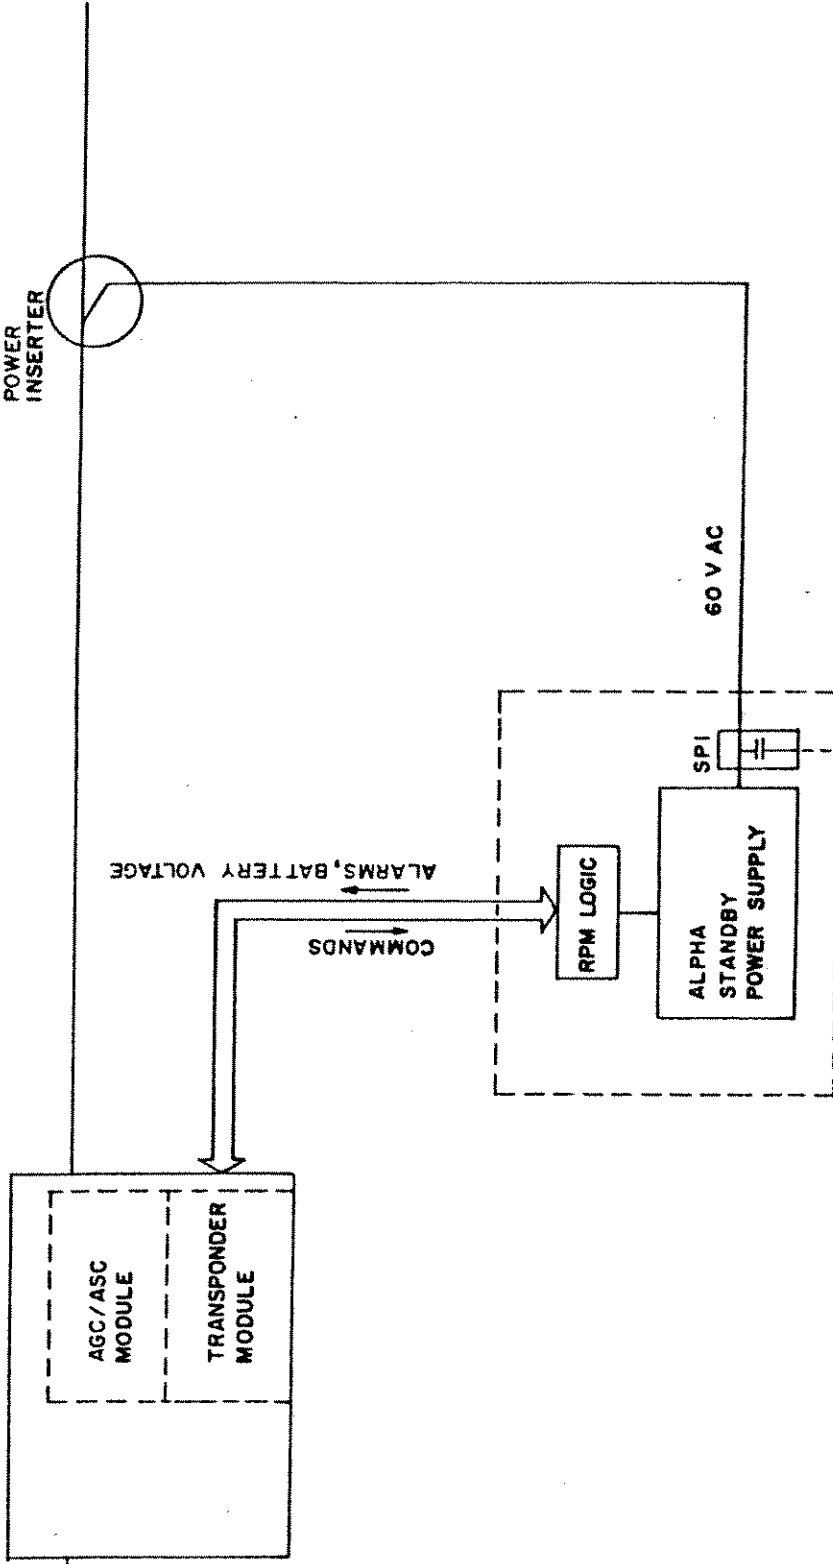 POWER
INSERTER
AGC/ASC
MODULE
TRANSPONDER
MODULE
ALARMS, BATTERY VOLTAGE
COMMANDS
RPM LOGIC
ALPHA
STANDBY
POWER SUPPLY
SPI
60 V AC